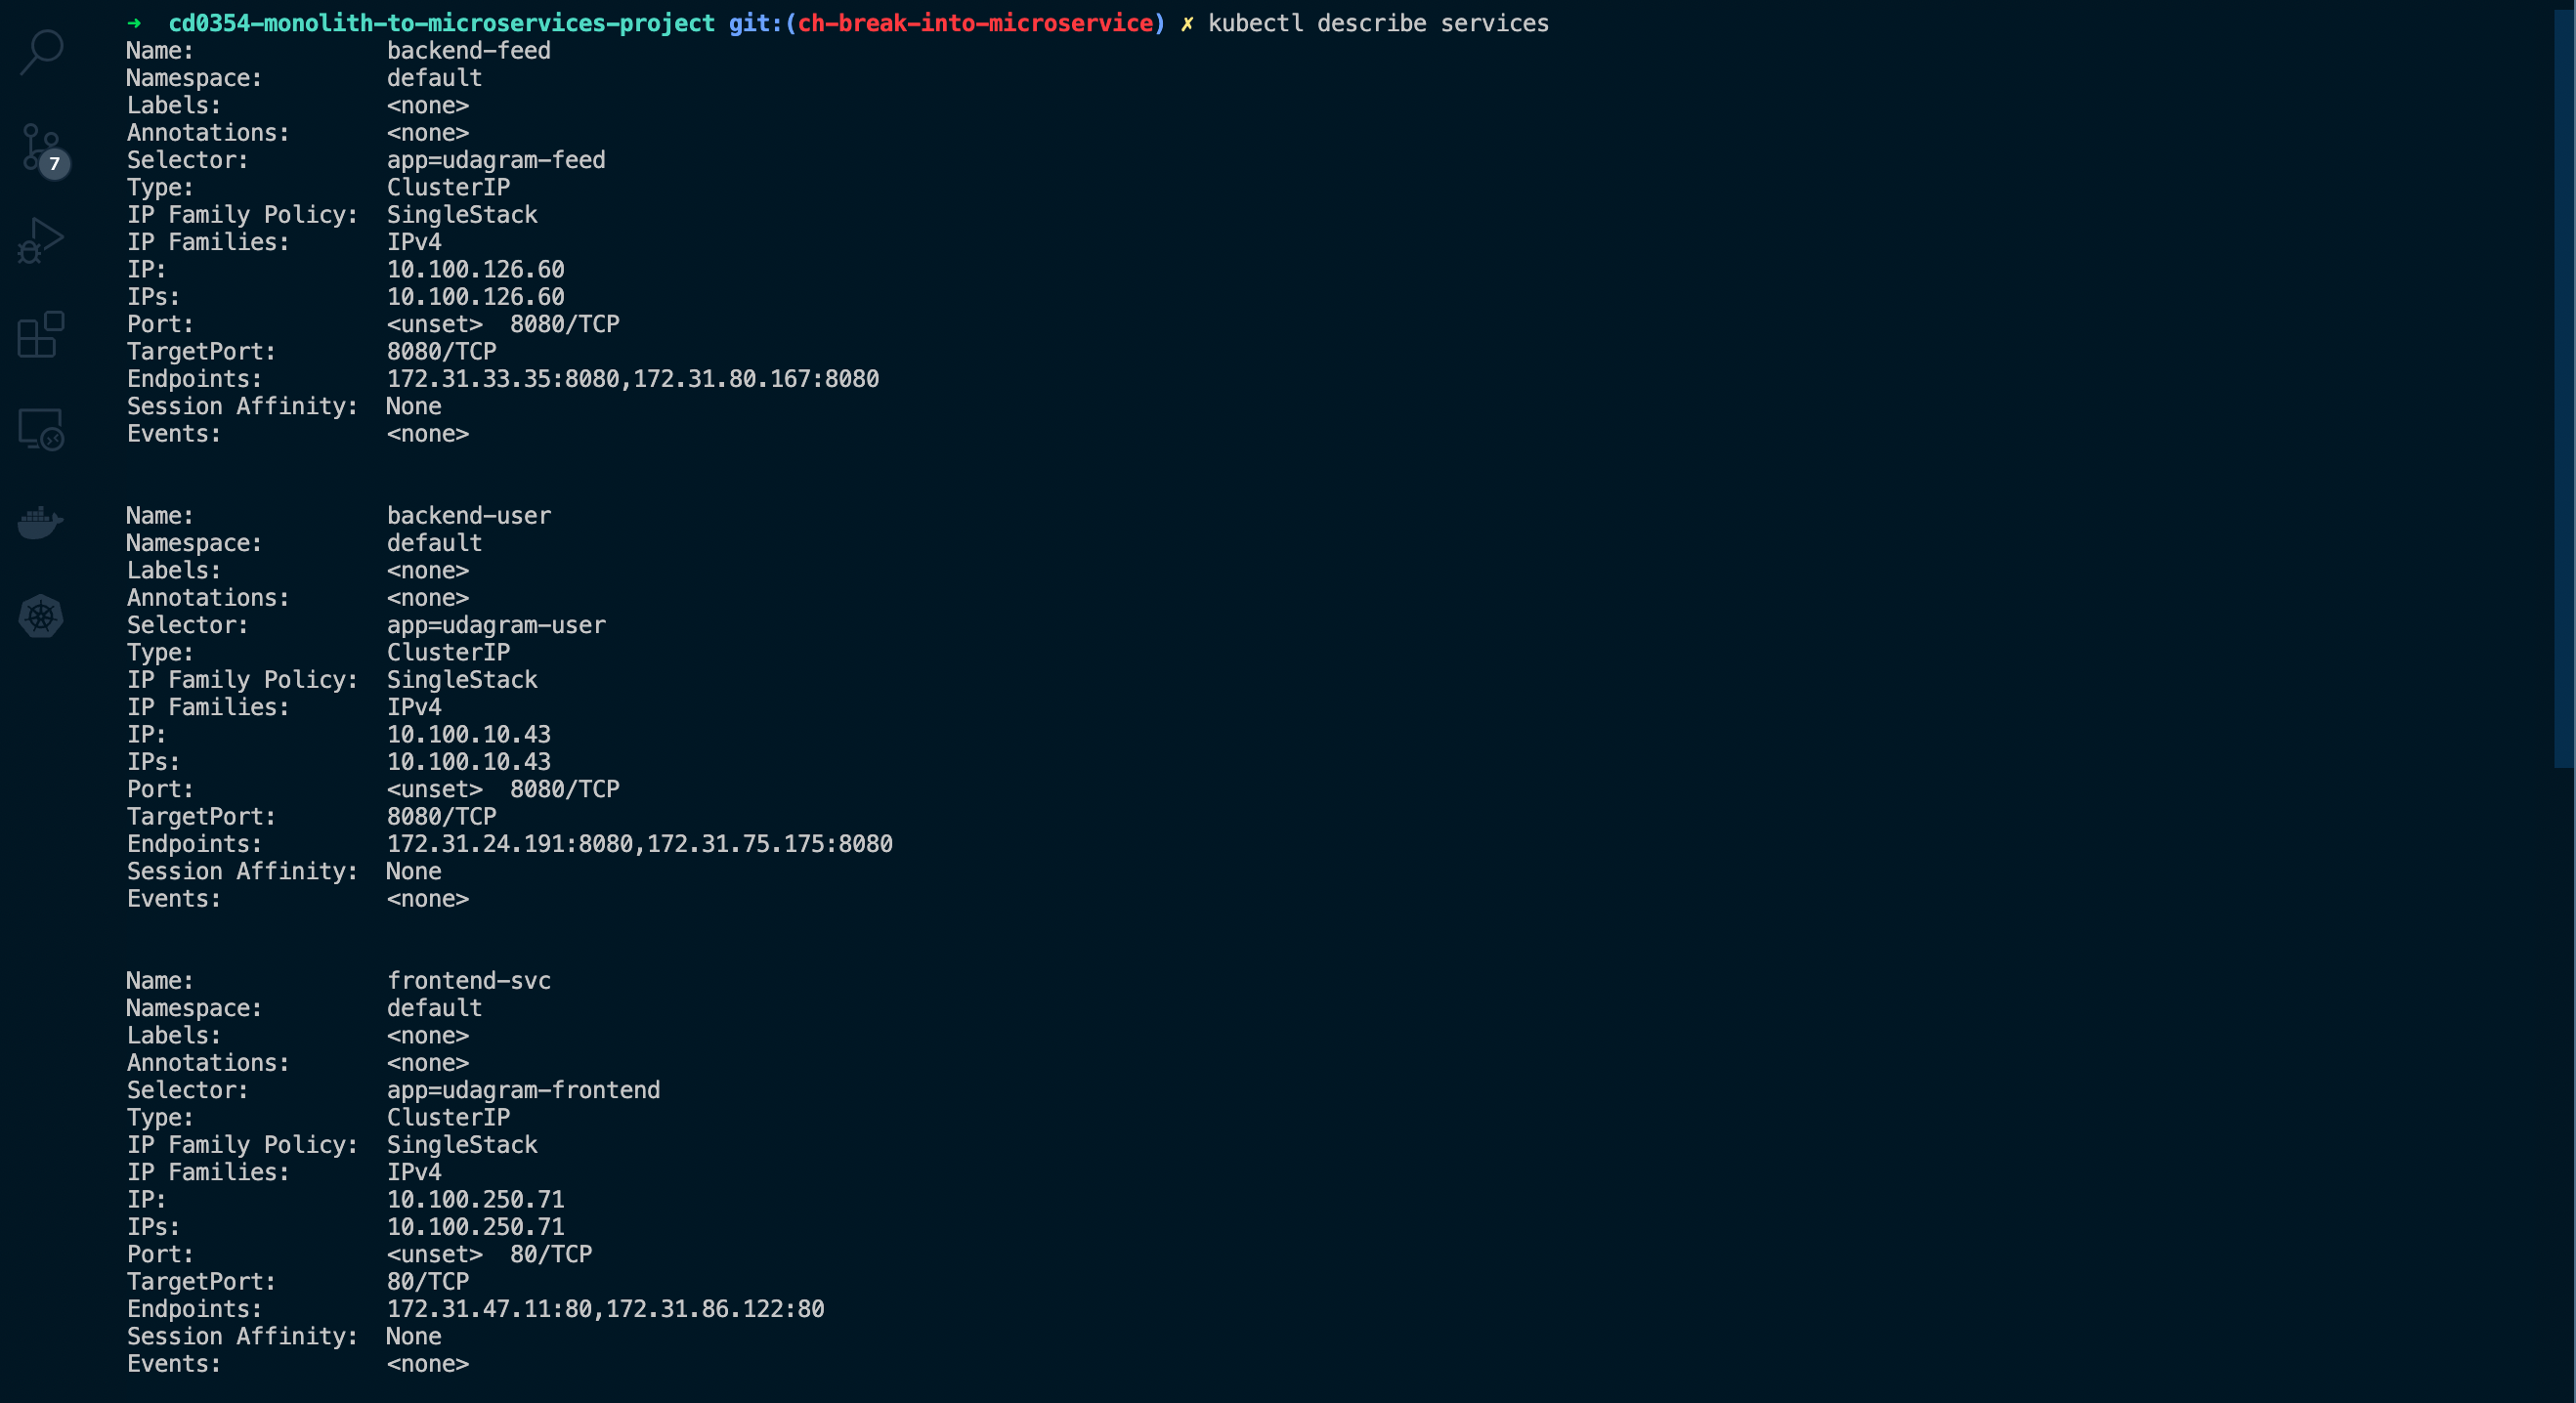 ➜ cd0354-monolith-to-microservices-project git:(ch-break-into-microservice) ✗ kubectl describe services
Name: backend-feed
Namespace: default
Labels: <none>
Annotations: <none>
Selector: app=udagram-feed
Type: ClusterIP
IP Family Policy: SingleStack
IP Families: IPv4
IP: 10.100.126.60
IPs: 10.100.126.60
Port: <unset> 8080/TCP
TargetPort: 8080/TCP
Endpoints: 172.31.33.35:8080,172.31.80.167:8080
Session Affinity: None
Events: <none>
Name: backend-user
Namespace: default
Labels: <none>
Annotations: <none>
Selector: app=udagram-user
Type: ClusterIP
IP Family Policy: SingleStack
IP Families: IPv4
IP: 10.100.10.43
IPs: 10.100.10.43
Port: <unset> 8080/TCP
TargetPort: 8080/TCP
Endpoints: 172.31.24.191:8080,172.31.75.175:8080
Session Affinity: None
Events: <none>
Name: frontend-svc
Namespace: default
Labels: <none>
Annotations: <none>
Selector: app=udagram-frontend
Type: ClusterIP
IP Family Policy: SingleStack
IP Families: IPv4
IP: 10.100.250.71
IPs: 10.100.250.71
Port: <unset> 80/TCP
TargetPort: 80/TCP
Endpoints: 172.31.47.11:80,172.31.86.122:80
Session Affinity: None
Events: <none>
7